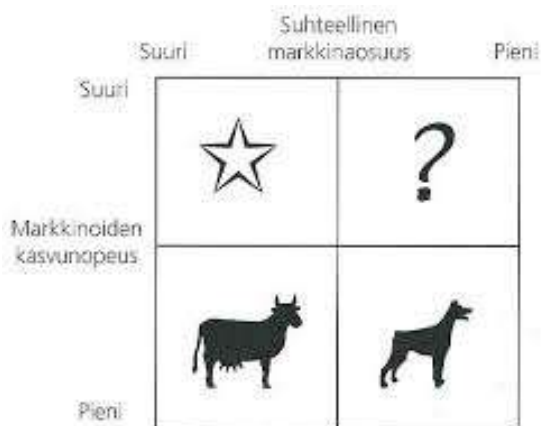 Suhteellinen
Suuri markkinaosuus Pieni
Suuri
?
Markkinoiden
kasvunopeus
Pieni